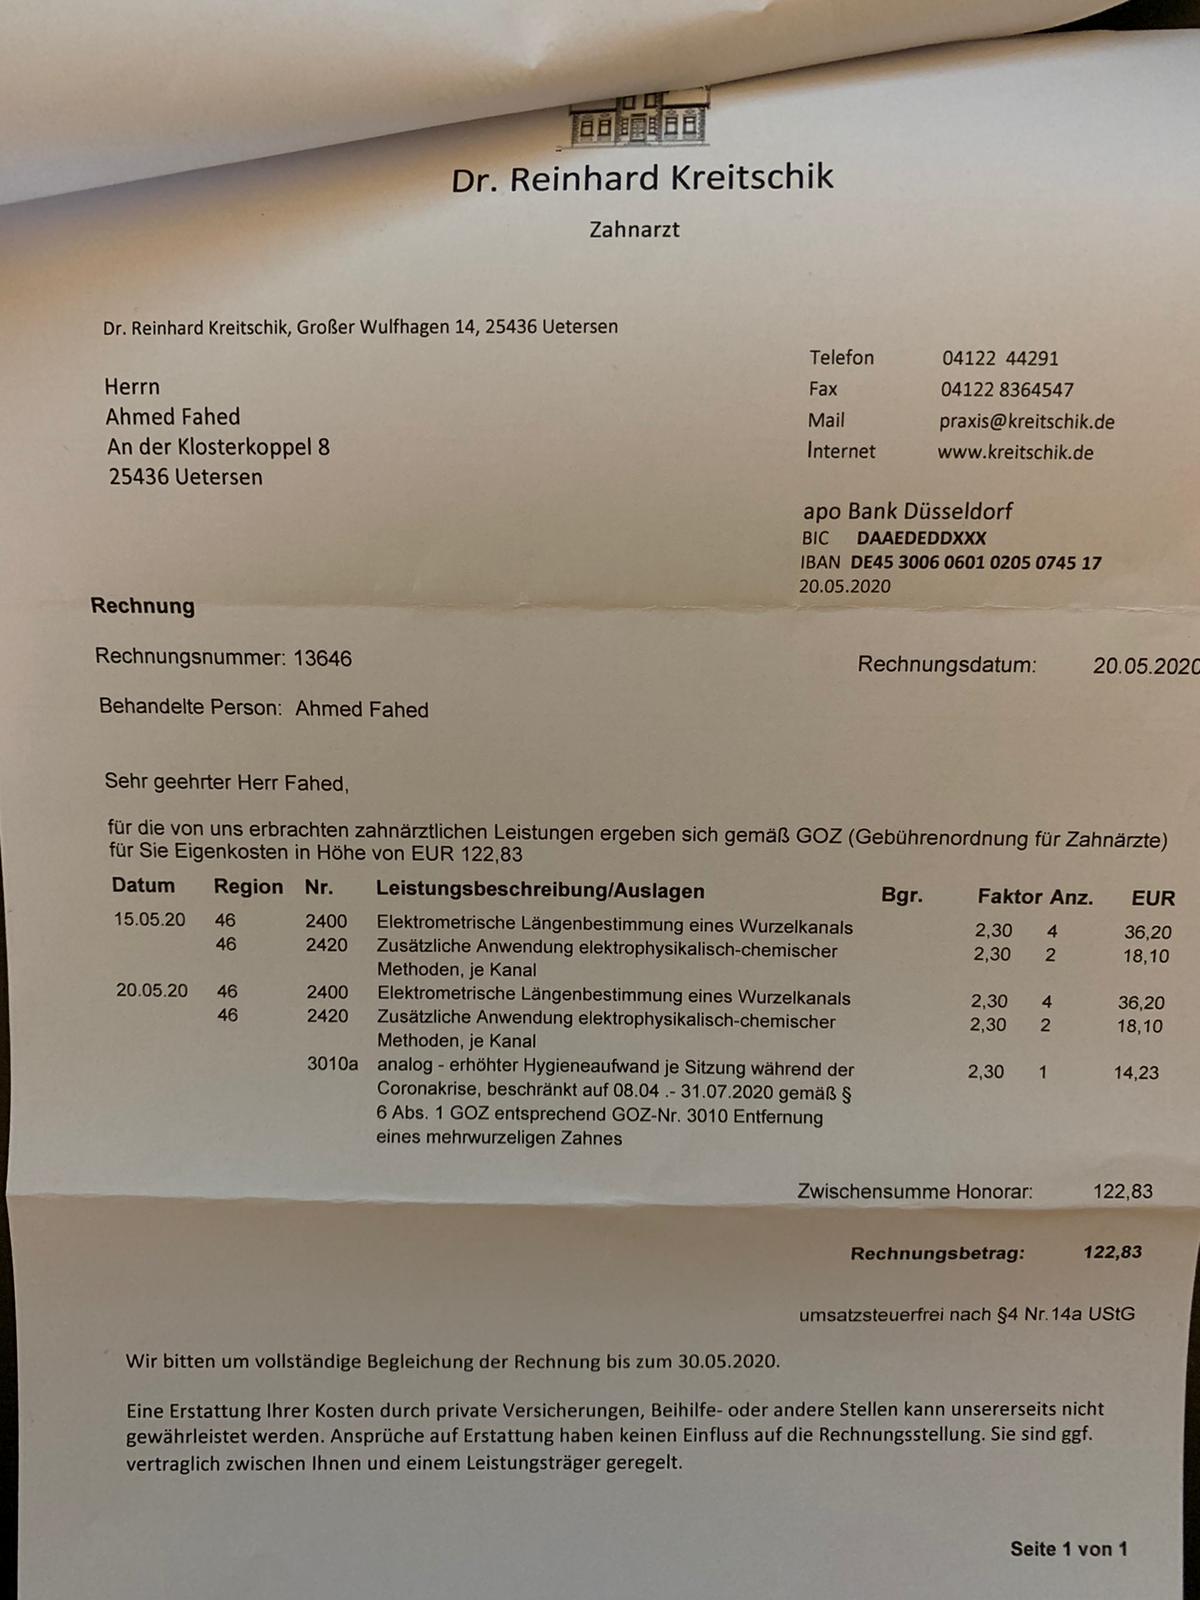 Dr. Reinhard Kreitschik
Zahnarzt
Dr. Reinhard Kreitschik, Großer Wulfhagen 14, 25436 Uetersen
Telefon 04122 44291
Herrn
Fax 04122 8364547
Ahmed Fahed
Mail praxis@kreitschik.de
An der Klosterkoppel 8
Internet www.kreitschik.de
25436 Uetersen
apo Bank Düsseldorf
BIC DAAEDEDDXXX
IBAN DE45 3006 0601 0205 0745 17
20.05.2020
Rechnung
Rechnungsnummer: 13646 Rechnungsdatum: 20.05.2020
Behandelte Person: Ahmed Fahed
Sehr geehrter Herr Fahed,
für die von uns erbrachten zahnärztlichen Leistungen ergeben sich gemäß GOZ (Gebührenordnung für Zahnärzte)
für Sie Eigenkosten in Höhe von EUR 122,83
Datum Region Nr. Leistungsbeschreibung/Auslagen Bgr. Faktor Anz. EUR
15.05.20 46 2400 Elektrometrische Längenbestimmung eines Wurzelkanals 2,30 4 36,20
46 2420 Zusätzliche Anwendung elektrophysikalisch-chemischer 2,30 2 18,10
Methoden, je Kanal
20.05.20 46 2400 Elektrometrische Längenbestimmung eines Wurzelkanals 2,30 4 36,20
46 2420 Zusätzliche Anwendung elektrophysikalisch-chemischer 2,30 2 18,10
Methoden, je Kanal
3010a analog - erhöhter Hygieneaufwand je Sitzung während der 2,30 1 14,23
Coronakrise, beschränkt auf 08.04 .- 31.07.2020 gemäß §
6 Abs. 1 GOZ entsprechend GOZ-Nr. 3010 Entfernung
eines mehrwurzeligen Zahnes
Zwischensumme Honorar: 122,83
Rechnungsbetrag: 122,83
umsatzsteuerfrei nach §4 Nr.14a UStG
Wir bitten um vollständige Begleichung der Rechnung bis zum 30.05.2020.
Eine Erstattung Ihrer Kosten durch private Versicherungen, Beihilfe- oder andere Stellen kann unsererseits nicht
gewährleistet werden. Ansprüche auf Erstattung haben keinen Einfluss auf die Rechnungsstellung. Sie sind ggf.
vertraglich zwischen Ihnen und einem Leistungsträger geregelt.
Seite 1 von 1